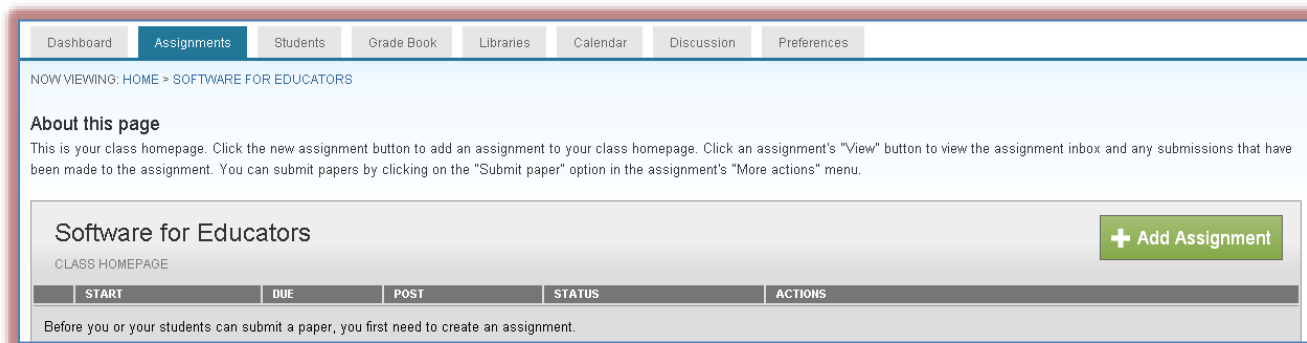 Dashboard Assignments Students Grade Book Libraries Calendar Discussion Preferences
NOW VIEWING: HOME > SOFTWARE FOR EDUCATORS
About this page
This is your class homepage. Click the new assignment button to add an assignment to your class homepage. Click an assignment's "View" button to view the assignment inbox and any submissions that have
been made to the assignment. You can submit papers by clicking on the "Submit paper" option in the assignment's "More actions" menu.
Software for Educators
Add Assignment
CLASS HOMEPAGE
START DUE POST STATUS ACTIONS
Before you or your students can submit a paper, you first need to create an assignment.